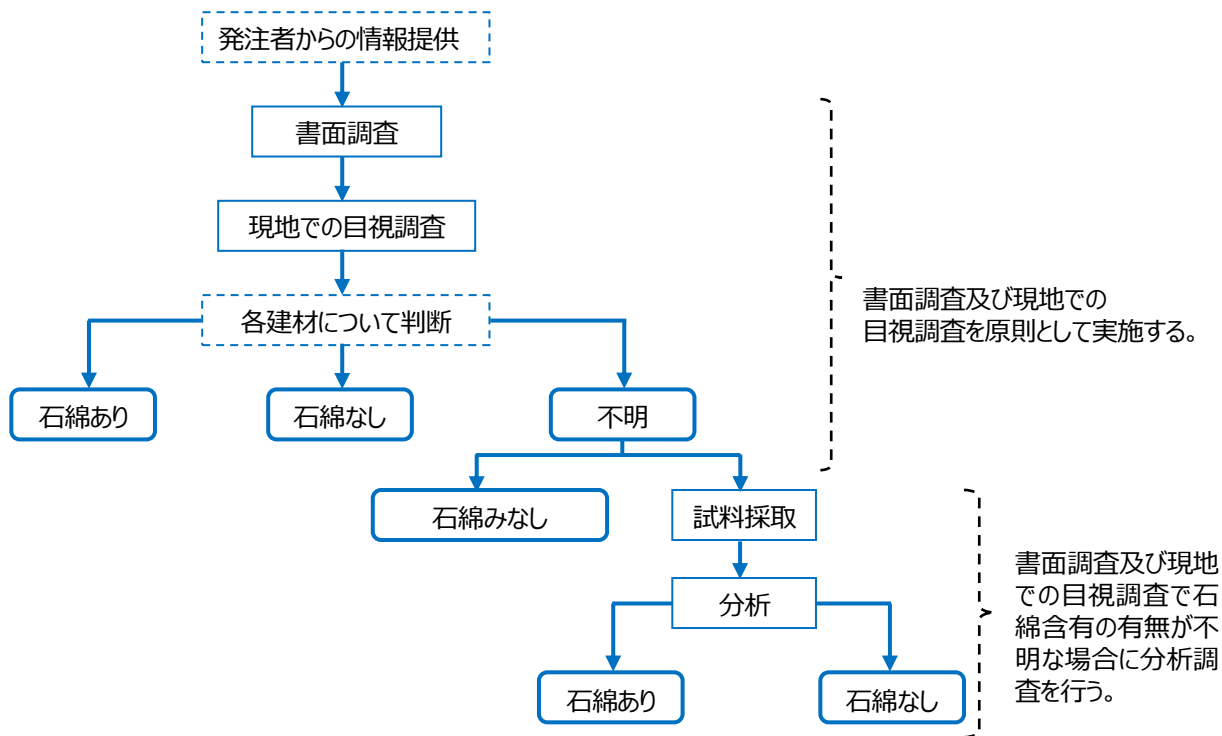 発注者からの情報提供
書面調査
現地での目視調査
各建材について判断
石綿あり
石綿なし
不明
書面調査及び現地での
目視調査を原則として実施する。
石綿みなし
試料採取
分析
石綿あり
石綿なし
書面調査及び現地
での目視調査で石
綿含有の有無が不
明な場合に分析調
査を行う。